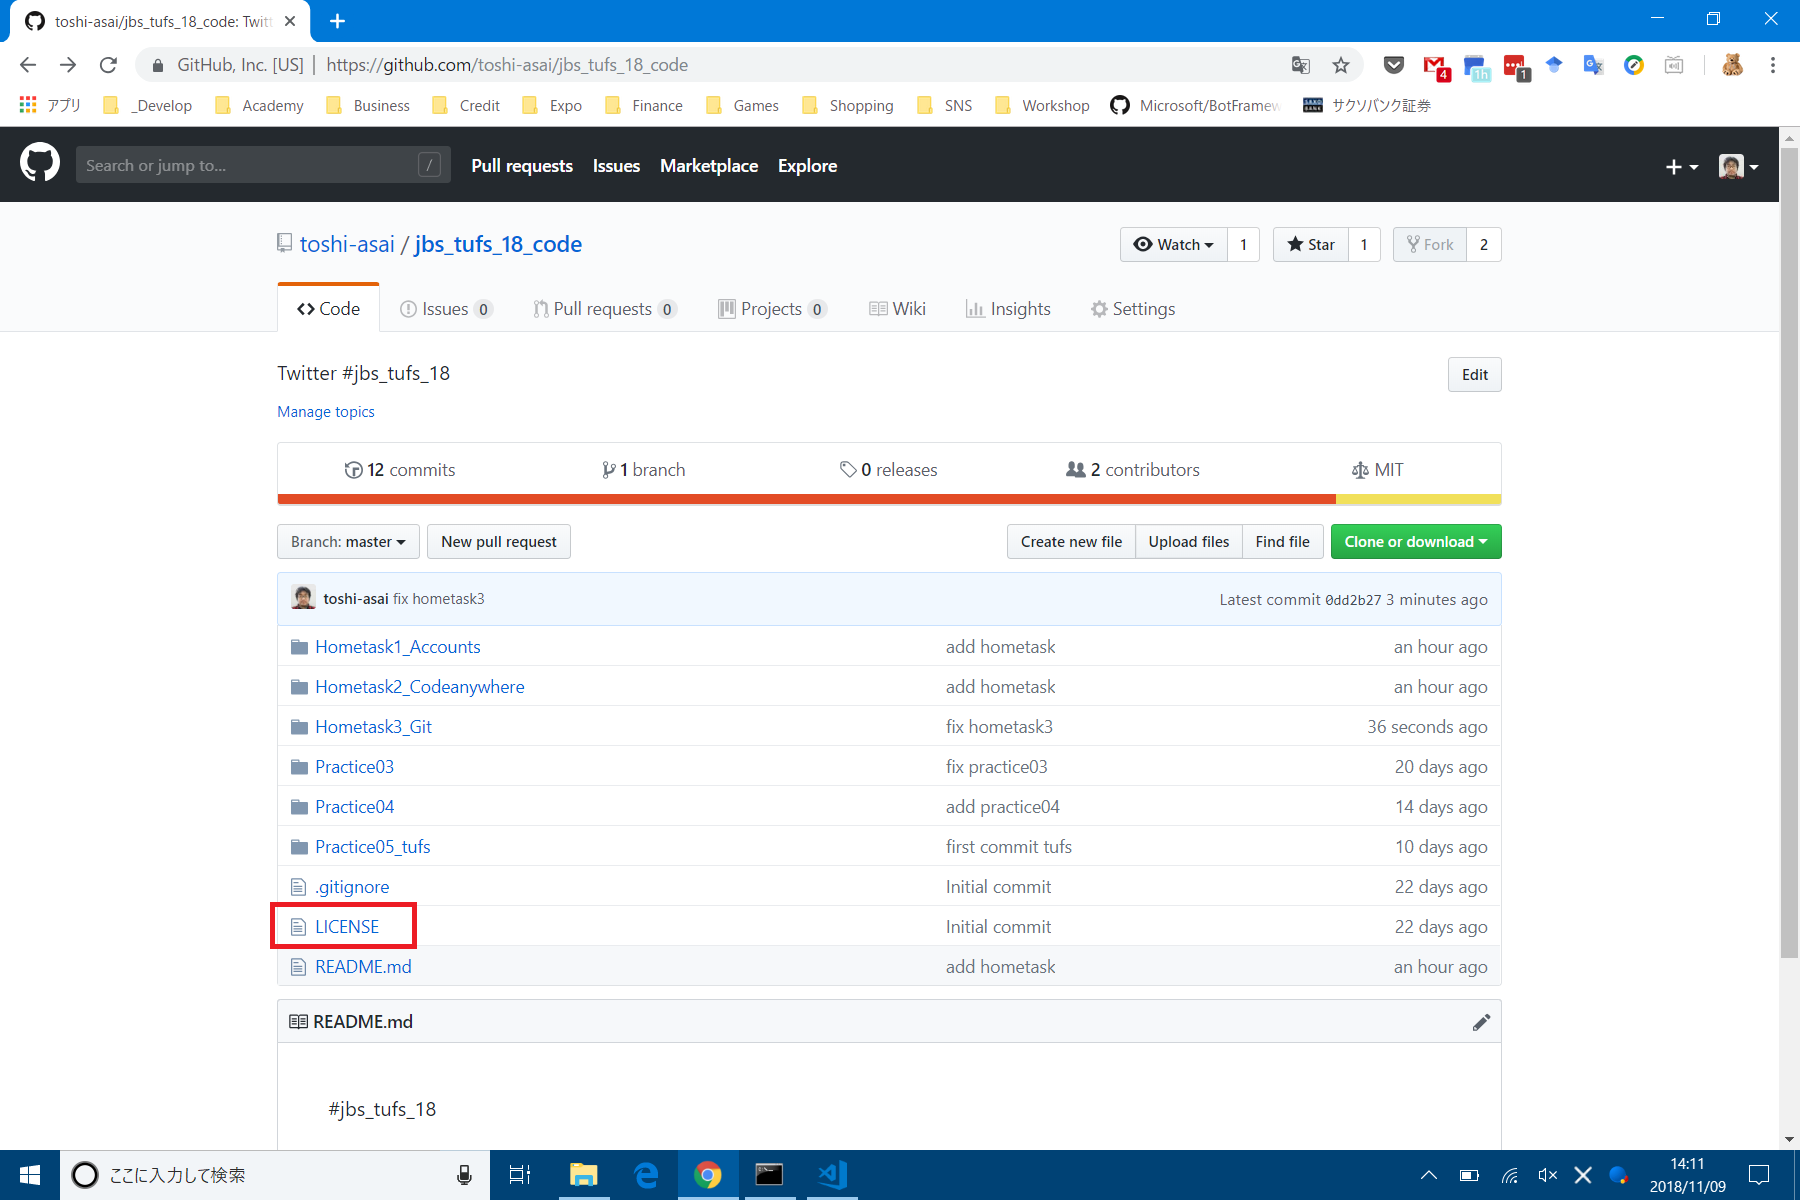 toshi-asai/jbs_tufs_18_code: Twit
GitHub, Inc. [US] | https://github.com/toshi-asai/jbs_tufs_18_code
4
1h
1
アプリ _Develop Academy Business Credit Expo Finance Games Shopping SNS Workshop Microsoft/BotFramew サクソバンク証券
Search or jump to... / Pull requests Issues Marketplace Explore
toshi-asai / jbs_tufs_18_code
Watch 1 Star 1 Fork 2
Code Issues 0 Pull requests 0 Projects 0 Wiki Insights Settings
Twitter #jbs_tufs_18 Edit
Manage topics
12 commits 1 branch 0 releases 2 contributors MIT
Branch: master New pull request Create new file Upload files Find file Clone or download
toshi-asai fix hometask3 Latest commit 0dd2b27 3 minutes ago
Hometask1_Accounts add hometask an hour ago
Hometask2_Codeanywhere add hometask an hour ago
Hometask3_Git fix hometask3 36 seconds ago
Practice03 fix practice03 20 days ago
Practice04 add practice04 14 days ago
Practice05_tufs first commit tufs 10 days ago
.gitignore Initial commit 22 days ago
LICENSE Initial commit 22 days ago
README.md add hometask an hour ago
README.md
#jbs_tufs_18
ここに入力して検索
14:11
2018/11/09